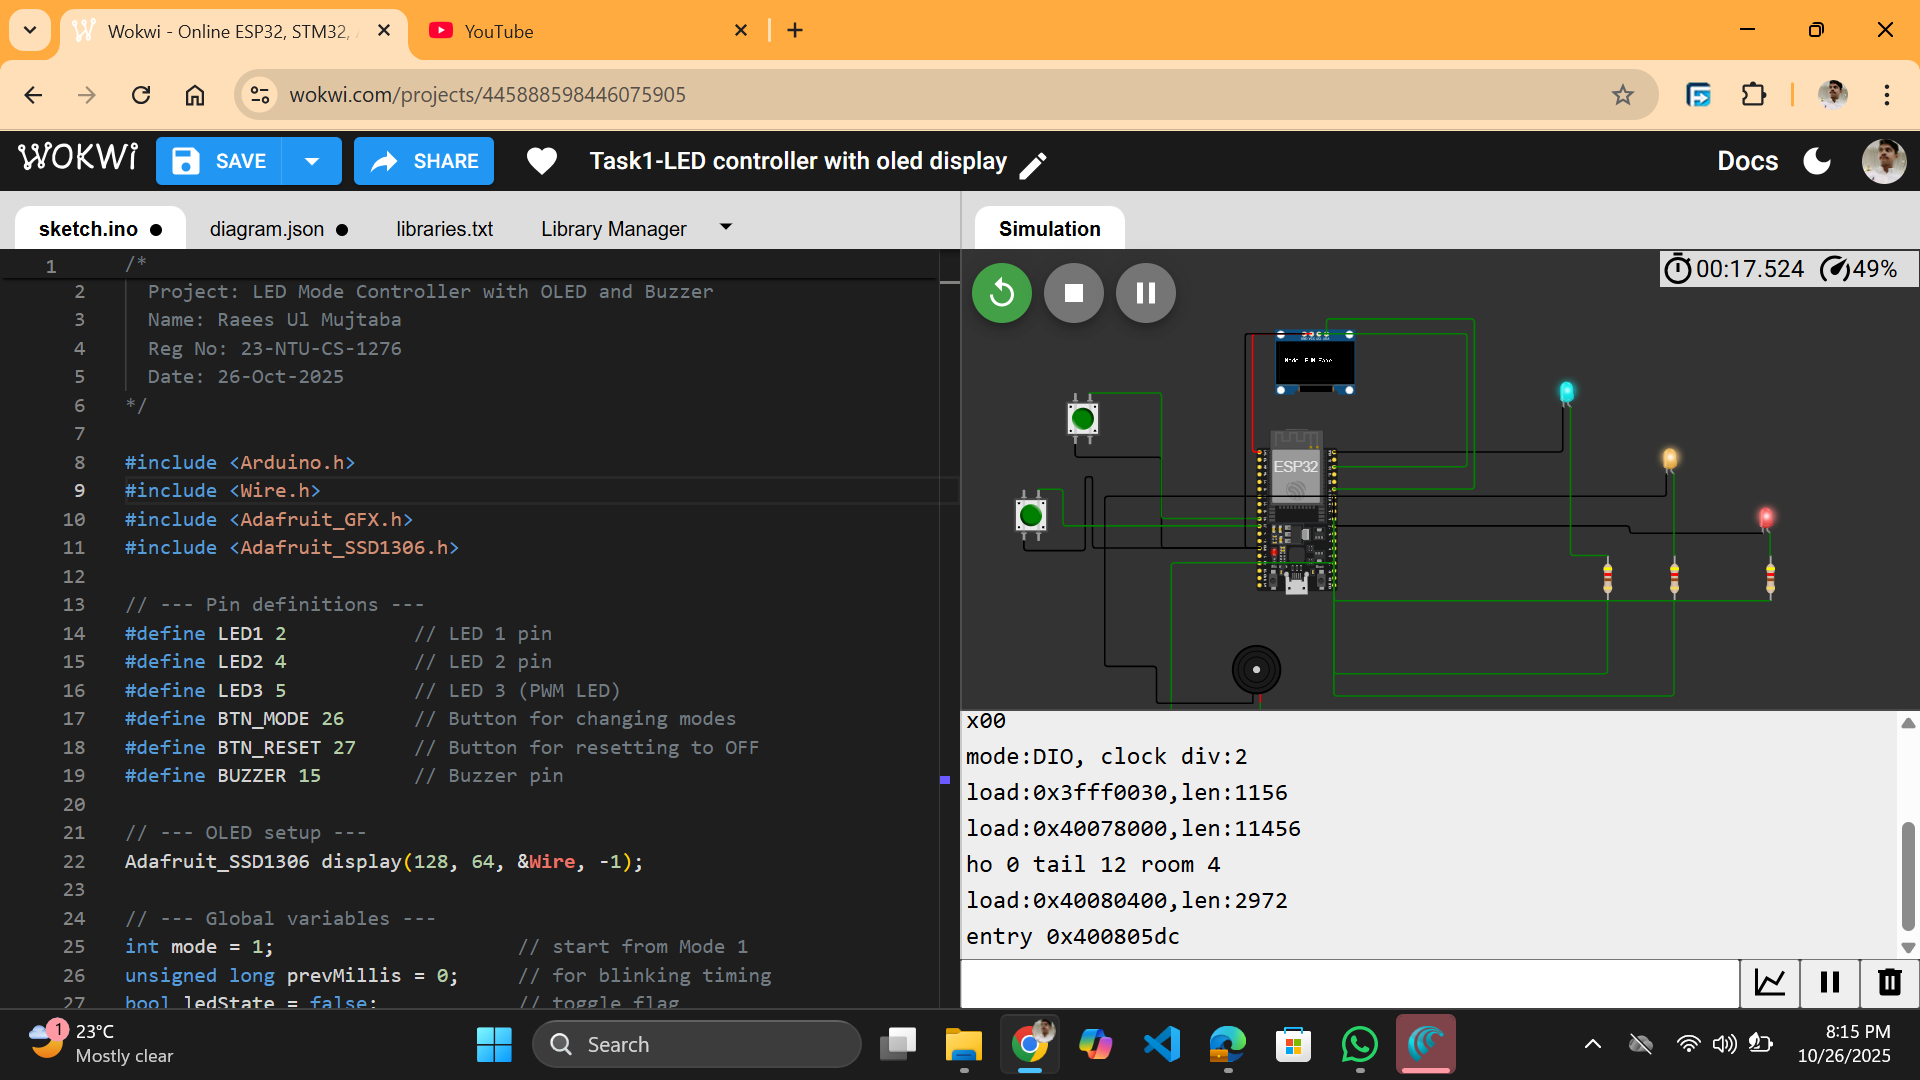 Wokwi - Online ESP32, STM32,
YouTube
wokwi.com/projects/445888598446075905
WOKWi
SAVE
SHARE
Task1-LED controller with oled display
Docs
sketch.ino ●
diagram.json ●
libraries.txt
Library Manager
Simulation
1 /*
2 Project: LED Mode Controller with OLED and Buzzer
3 Name: Raees Ul Mujtaba
4 Reg No: 23-NTU-CS-1276
5 Date: 26-Oct-2025
6 */
7
8 #include <Arduino.h>
9 #include <Wire.h>
10 #include <Adafruit_GFX.h>
11 #include <Adafruit_SSD1306.h>
12
13 // --- Pin definitions ---
14 #define LED1 2 // LED 1 pin
15 #define LED2 4 // LED 2 pin
16 #define LED3 5 // LED 3 (PWM LED)
17 #define BTN_MODE 26 // Button for changing modes
18 #define BTN_RESET 27 // Button for resetting to OFF
19 #define BUZZER 15 // Buzzer pin
20
21 // --- OLED setup ---
22 Adafruit_SSD1306 display(128, 64, &Wire, -1);
23
24 // --- Global variables ---
25 int mode = 1; // start from Mode 1
26 unsigned long prevMillis = 0; // for blinking timing
27 bool ledState = false; // toggle flag
00:17.524 49%
ESP32
x00
mode:DIO, clock div:2
load:0x3fff0030,len:1156
load:0x40078000,len:11456
ho 0 tail 12 room 4
load:0x40080400,len:2972
entry 0x400805dc
1
23°C
Mostly clear
Search
8:15 PM
10/26/2025